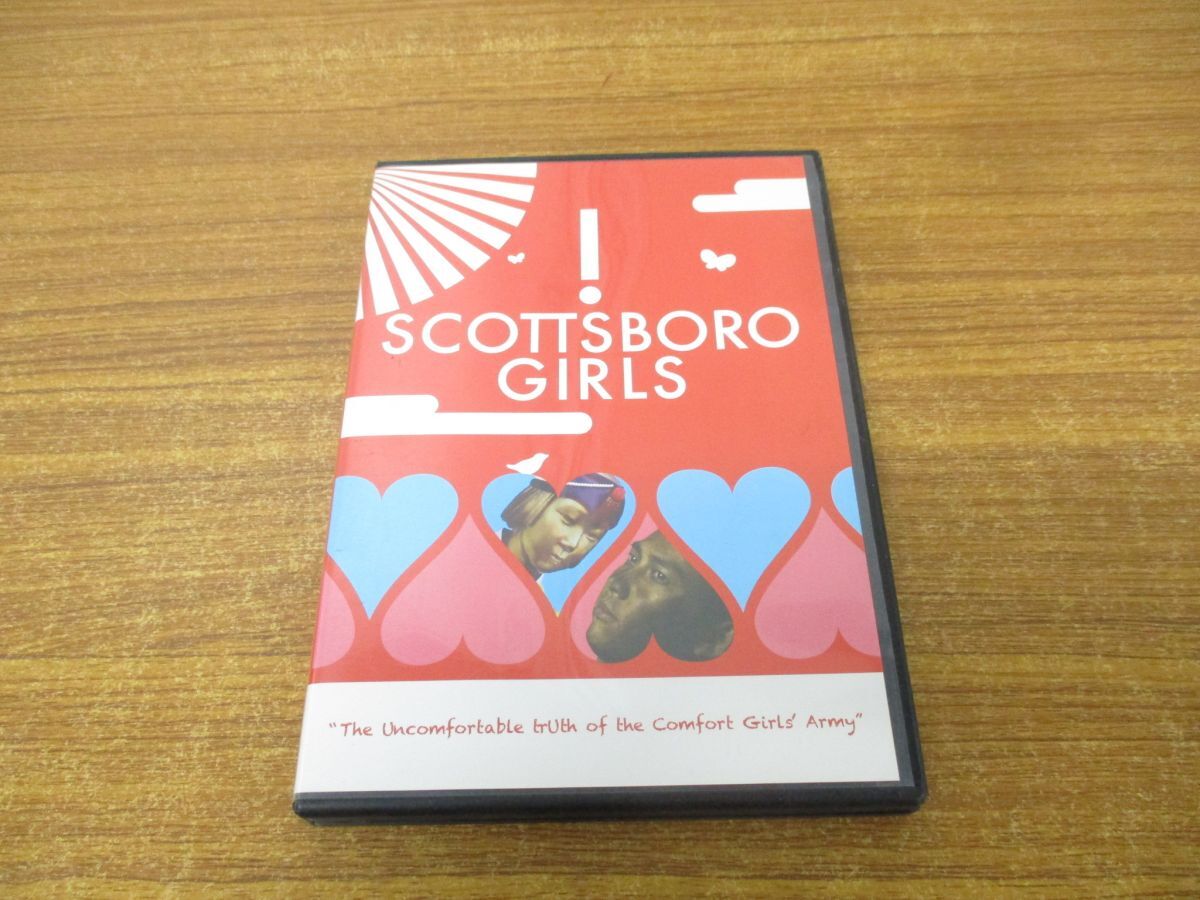 !
SCOTTSBORO
GIRLS
"The Uncomfortable trUth of the Comfort Girls' Army"